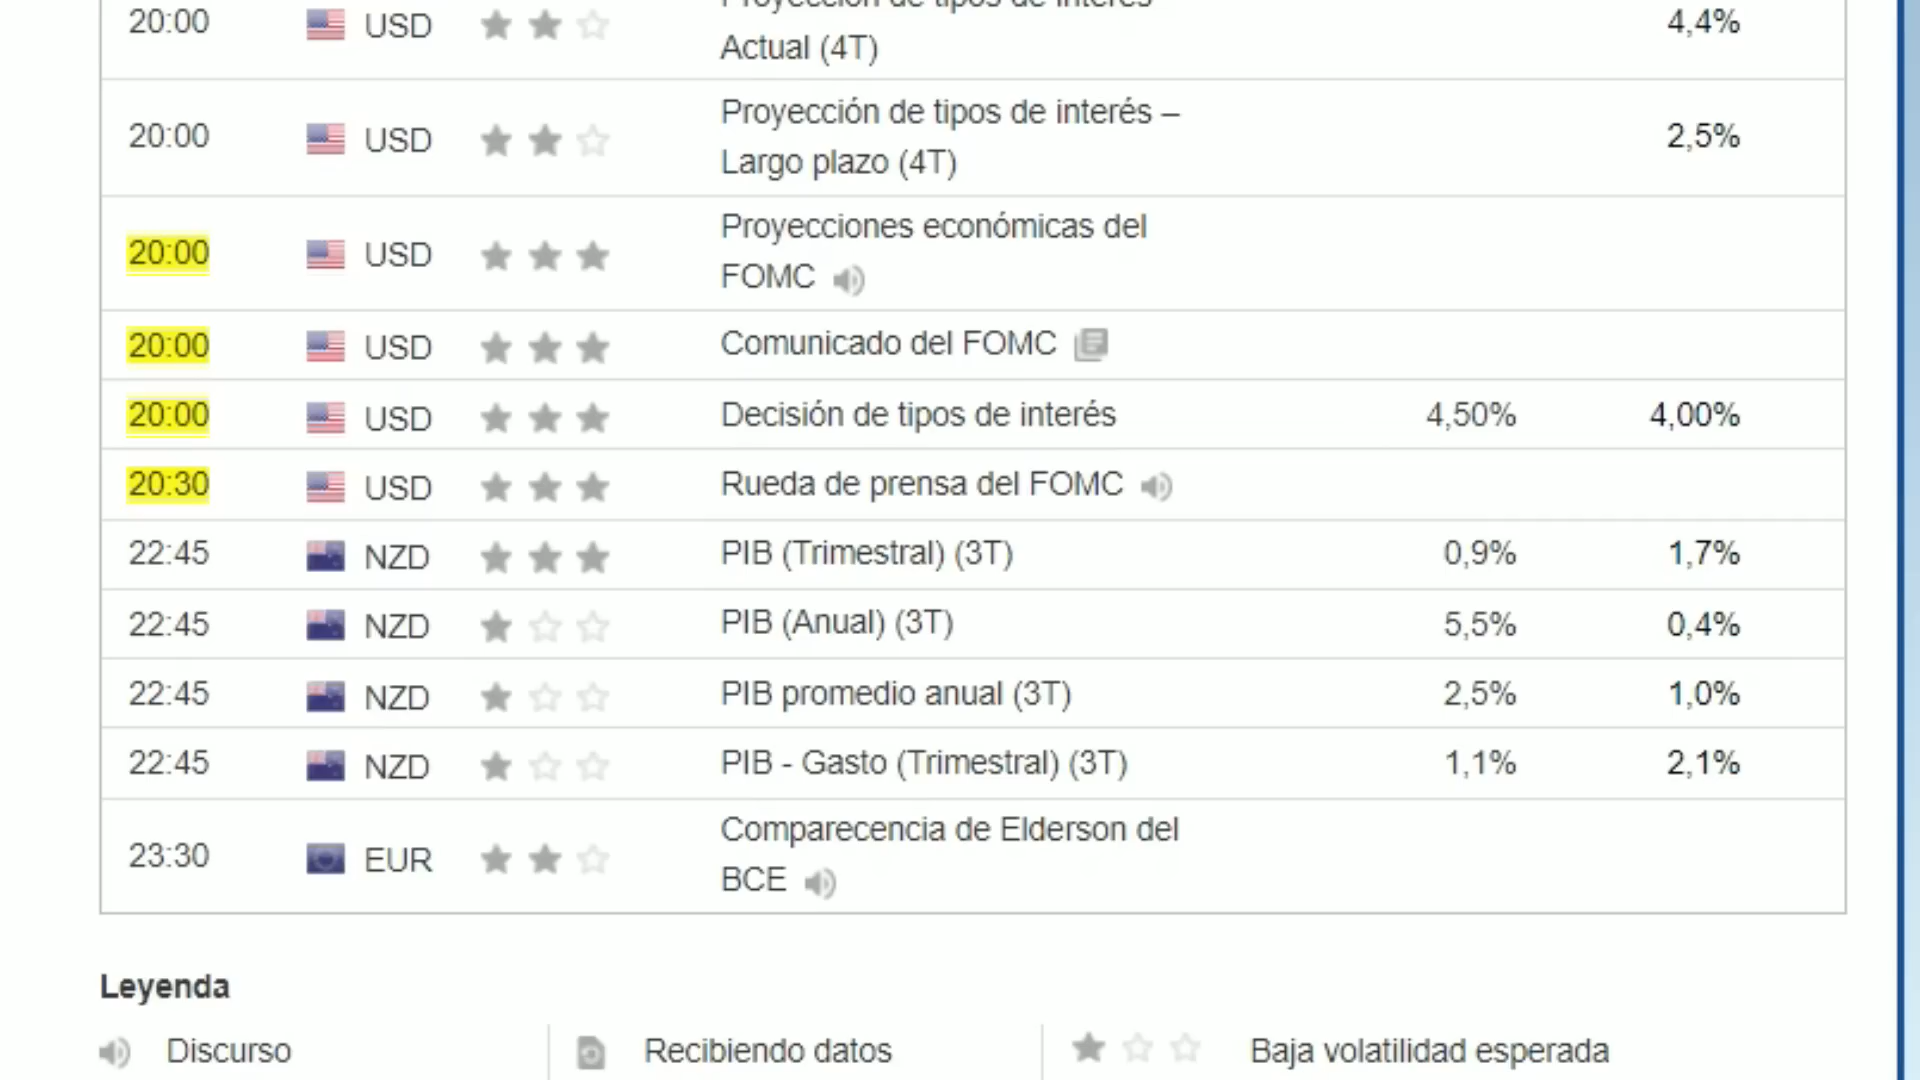 20:00 USD Proyección de tipos de interés
Actual (4T) 4,4%
20:00 USD Proyección de tipos de interés –
Largo plazo (4T) 2,5%
20:00 USD Proyecciones económicas del
FOMC
20:00 USD Comunicado del FOMC
20:00 USD Decisión de tipos de interés 4,50% 4,00%
20:30 USD Rueda de prensa del FOMC
22:45 NZD PIB (Trimestral) (3T) 0,9% 1,7%
22:45 NZD PIB (Anual) (3T) 5,5% 0,4%
22:45 NZD PIB promedio anual (3T) 2,5% 1,0%
22:45 NZD PIB - Gasto (Trimestral) (3T) 1,1% 2,1%
23:30 EUR Comparecencia de Elderson del
BCE
Leyenda
Discurso Recibiendo datos Baja volatilidad esperada